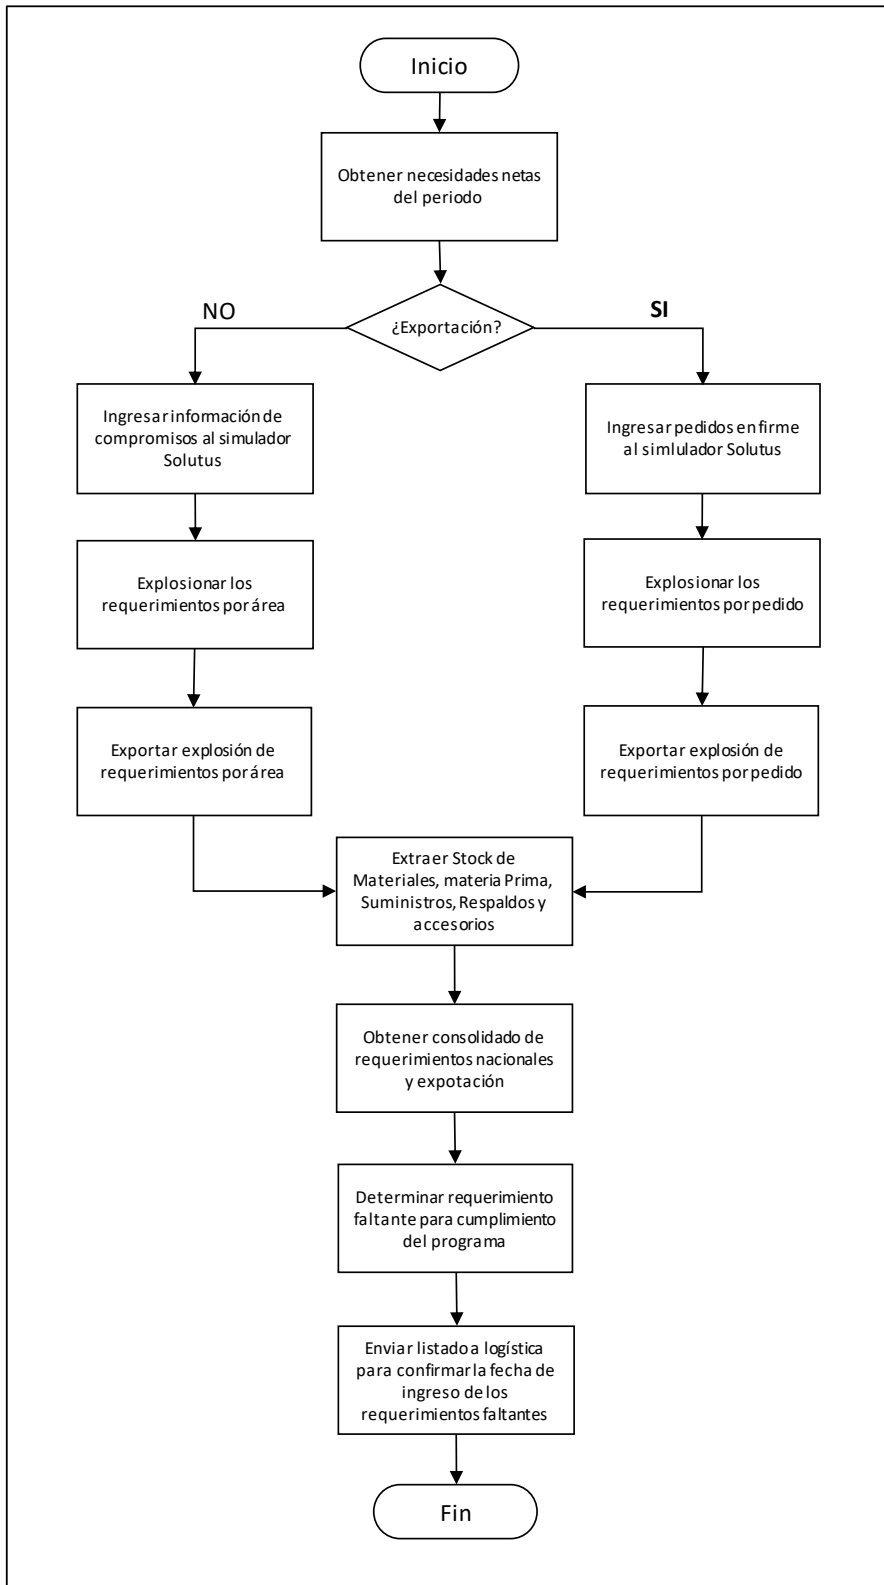 Inicio
Obtener necesidades netas
del periodo
¿Exportación?
NO
SI
Ingresar información de
compromisos al simulador
Solutus
Ingresar pedidos en firme
al simlulador Solutus
Explosionar los
requerimientos por área
Explosionar los
requerimientos por pedido
Exportar explosión de
requerimientos por área
Exportar explosión de
requerimientos por pedido
Extraer Stock de
Materiales, materia Prima,
Suministros, Respaldos y
accesorios
Obtener consolidado de
requerimientos nacionales
y expotación
Determinar requerimiento
faltante para cumplimiento
del programa
Enviar listado a logística
para confirmar la fecha de
ingreso de los
requerimientos faltantes
Fin